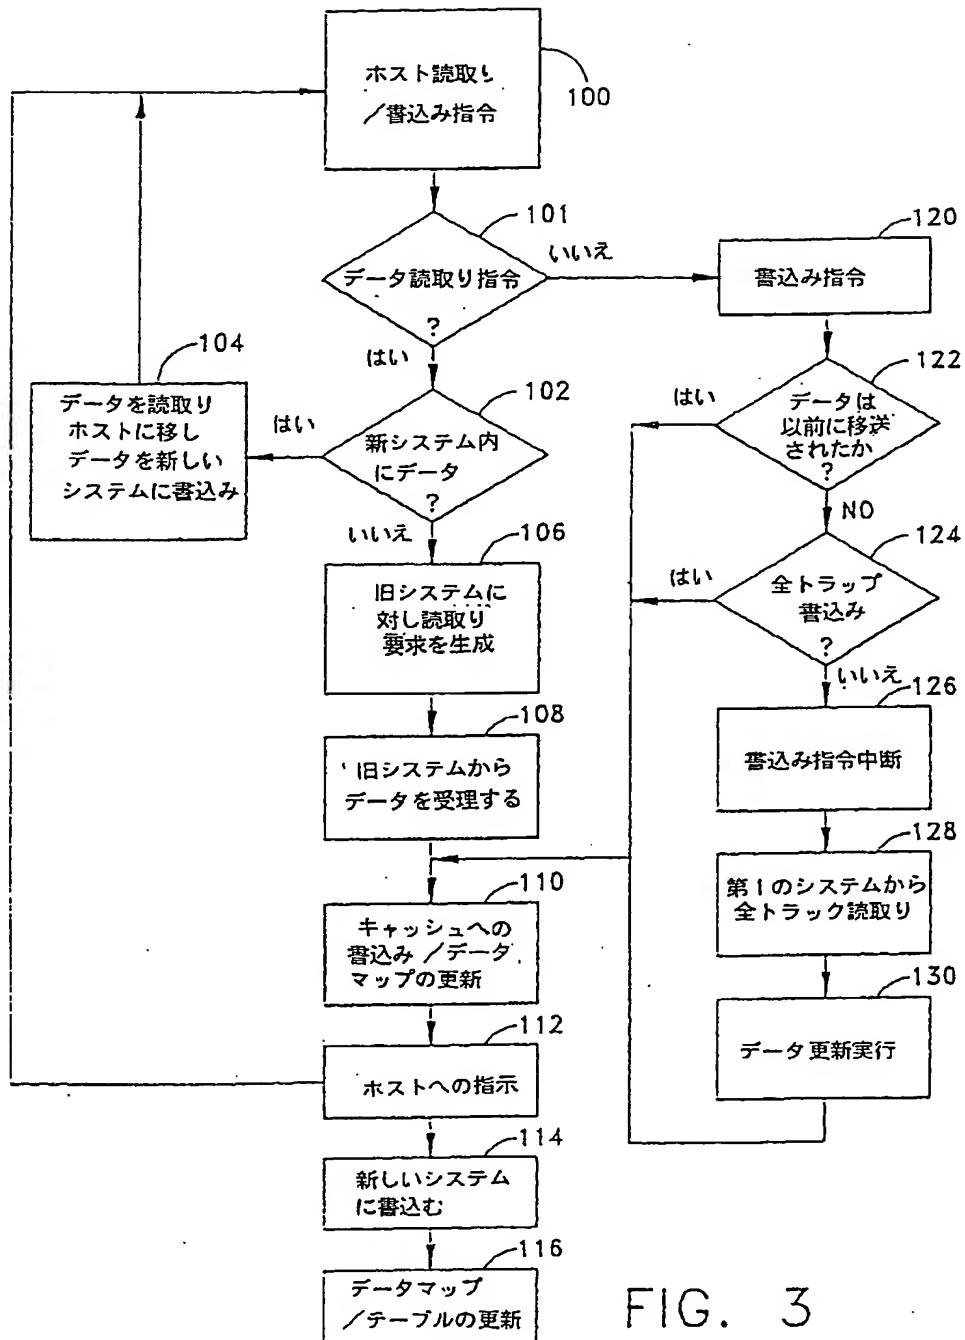 ホスト読取り
／書込み指令
100
101
データ読取り指令
?
いいえ
はい
120
書込み指令
104
データを読取り
ホストに移し
データを新しい
システムに書込み
102
はい
新システム内
にデータ
?
いいえ
122
はい
データは
以前に移送
されたか
?
NO
106
旧システムに
対し読取り
要求を生成
124
はい
全トラップ
書込み
?
いいえ
108
旧システムから
データを受理する
126
書込み指令中断
128
第1のシステムから
全トラック読取り
110
キャッシュへの
書込み／データ
マップの更新
130
データ更新実行
112
ホストへの指示
114
新しいシステム
に書込む
116
データマップ
／テーブルの更新
FIG. 3